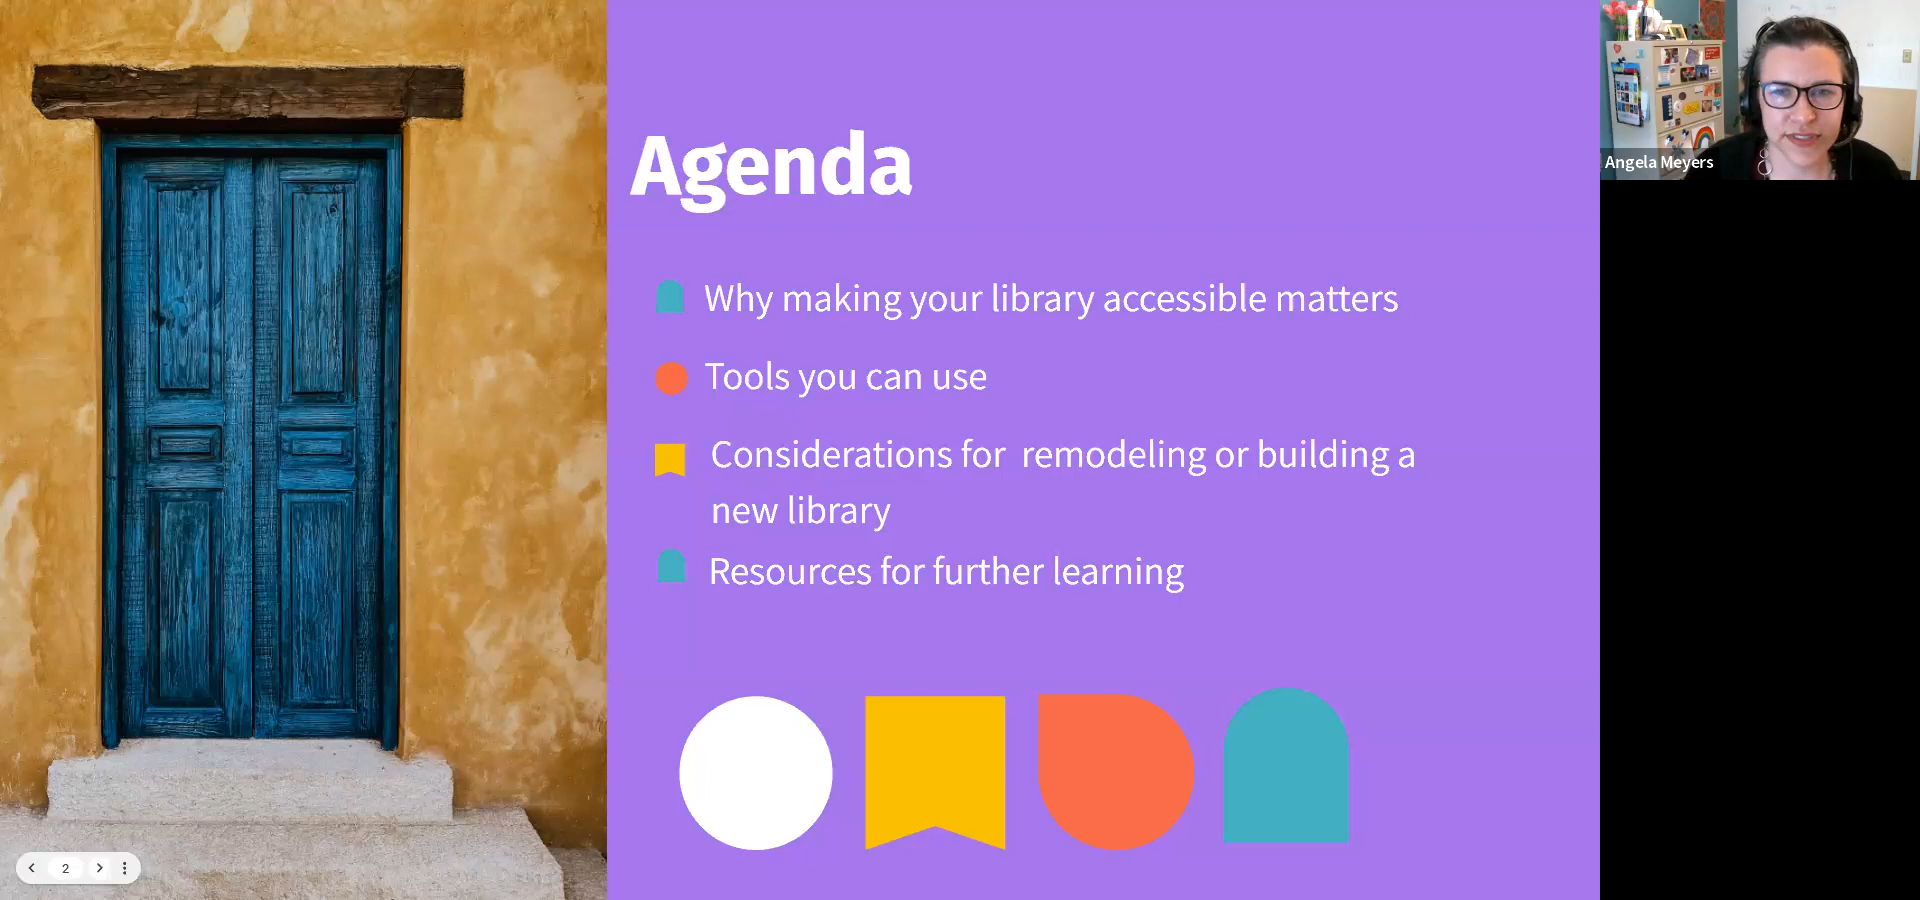 Agenda
Why making your library accessible matters
Tools you can use
Considerations for  remodeling or building a
new library
Resources for further learning
Angela Meyers
2